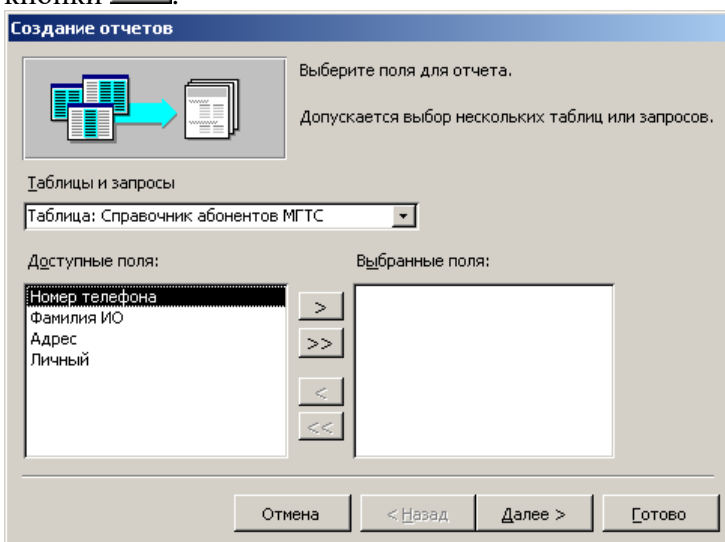 кнопки .
Создание отчетов
Выберите поля для отчета.
Допускается выбор нескольких таблиц или запросов.
Таблицы и запросы
Таблица: Справочник абонентов МГТС
Доступные поля:
Выбранные поля:
Номер телефона
Фамилия ИО
Адрес
Личный
>
>>
<
<<
Отмена
< Назад
Далее >
Готово